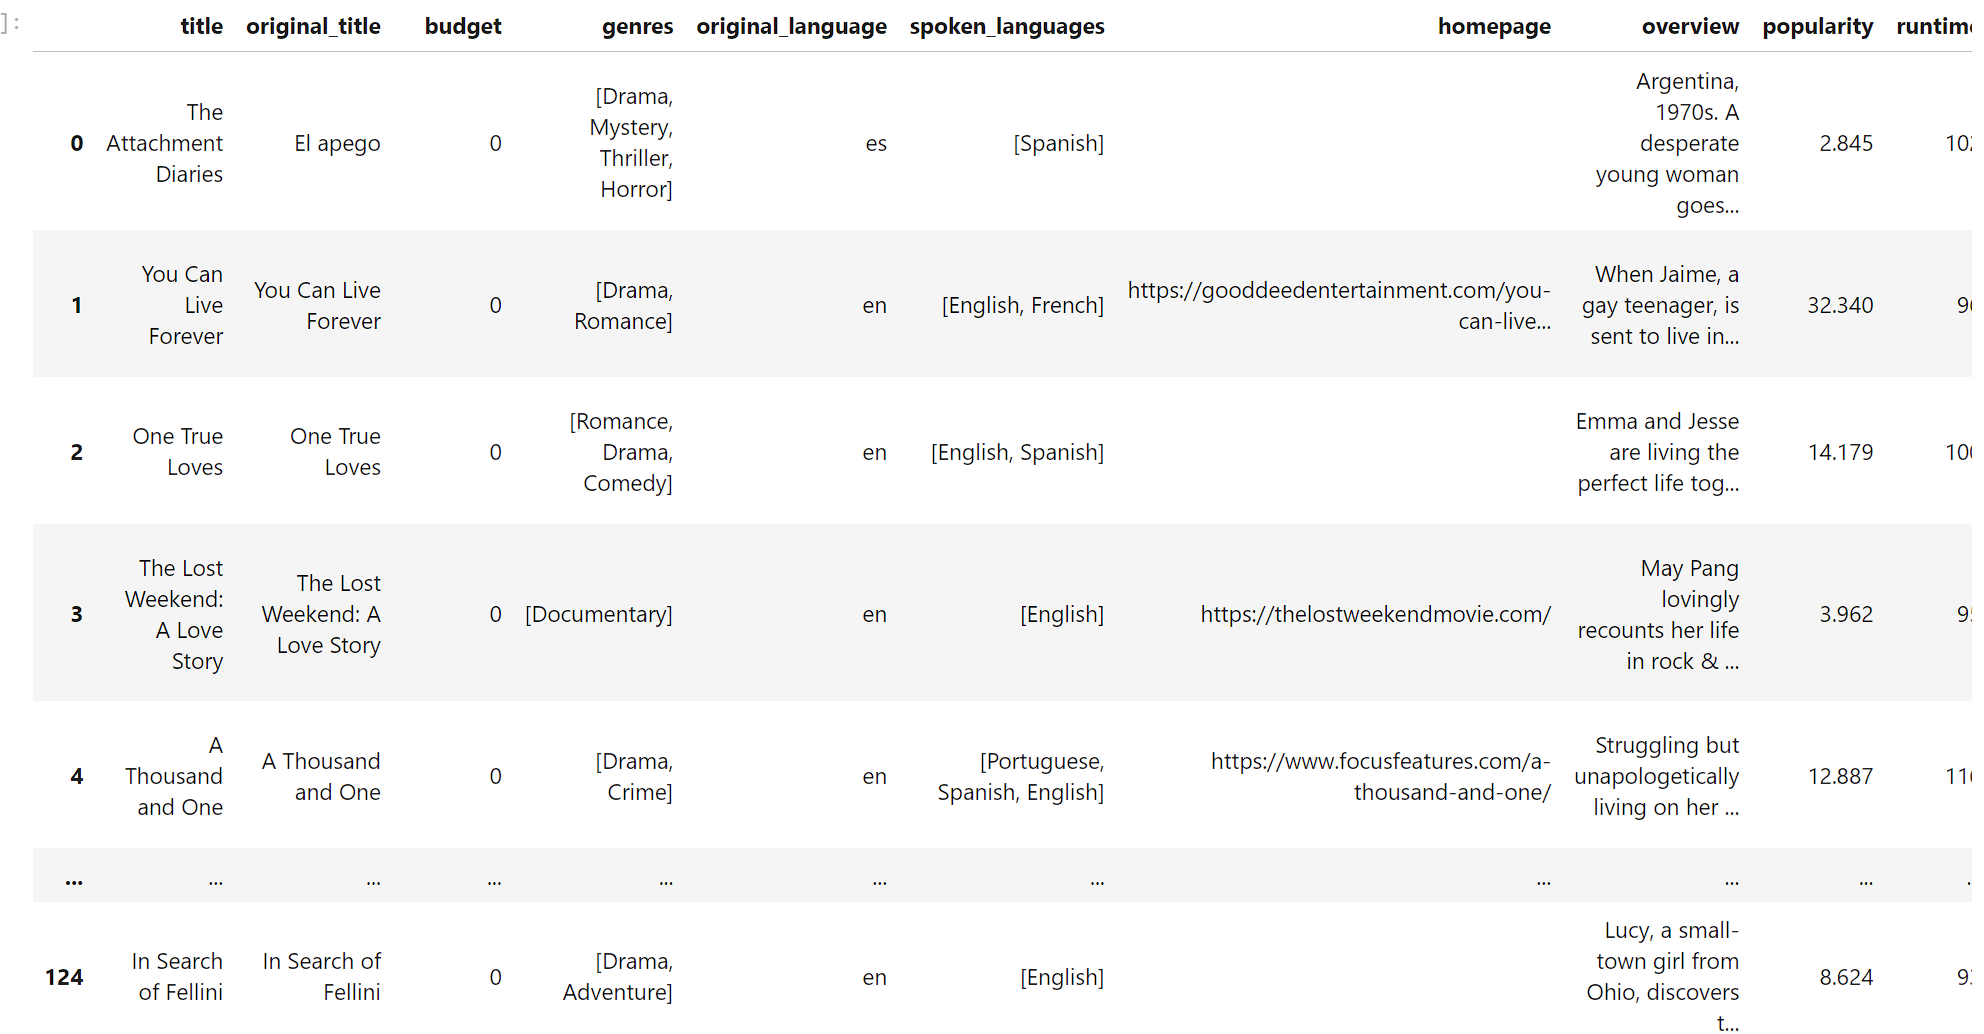 ]:
title original_title budget genres original_language spoken_languages homepage overview popularity runtime
0 The Attachment Diaries El apego 0 [Drama, Mystery, Thriller, Horror] es [Spanish] Argentina, 1970s. A desperate young woman goes... 2.845 102
1 You Can Live Forever You Can Live Forever 0 [Drama, Romance] en [English, French] https://gooddeedentertainment.com/you-can-live... When Jaime, a gay teenager, is sent to live in... 32.340 96
2 One True Loves One True Loves 0 [Romance, Drama, Comedy] en [English, Spanish] Emma and Jesse are living the perfect life tog... 14.179 100
3 The Lost Weekend: A Love Story The Lost Weekend: A Love Story 0 [Documentary] en [English] https://thelostweekendmovie.com/ May Pang lovingly recounts her life in rock & ... 3.962 95
4 A Thousand and One A Thousand and One 0 [Drama, Crime] en [Portuguese, Spanish, English] https://www.focusfeatures.com/a-thousand-and-one/ Struggling but unapologetically living on her ... 12.887 116
... ... ... ... ... ... ... ... ... ... .
124 In Search of Fellini In Search of Fellini 0 [Drama, Adventure] en [English] Lucy, a small-town girl from Ohio, discovers t... 8.624 93